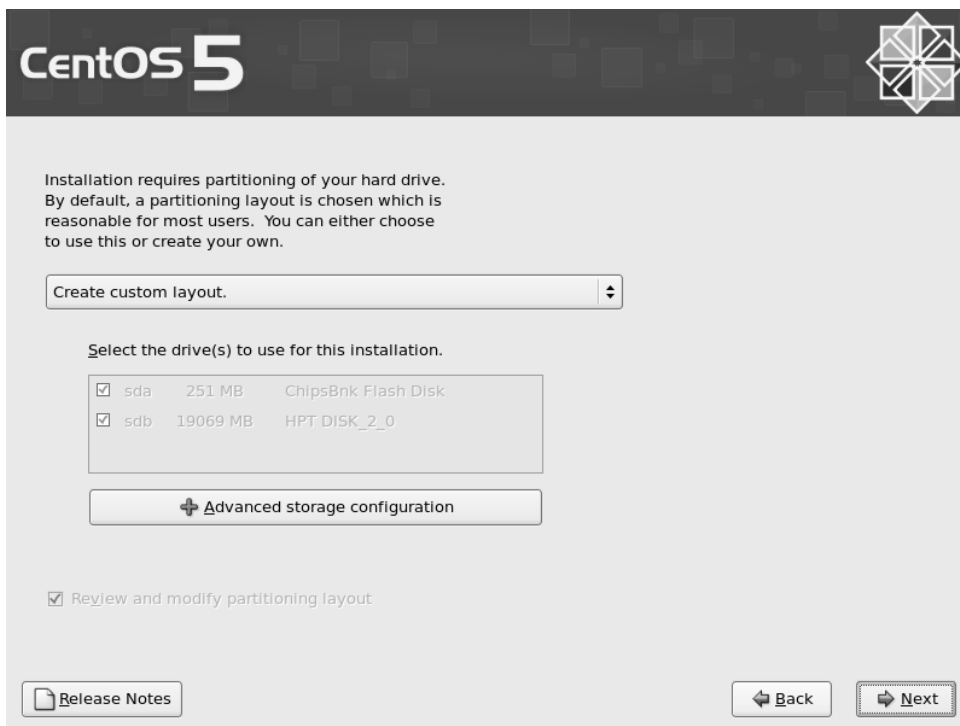 CentOS 5
Installation requires partitioning of your hard drive.
By default, a partitioning layout is chosen which is
reasonable for most users.  You can either choose
to use this or create your own.
Create custom layout.
Select the drive(s) to use for this installation.
sda 251 MB ChipsBnk Flash Disk
sdb 19069 MB HPT DISK_2_0
Advanced storage configuration
Review and modify partitioning layout
Release Notes
Back
Next